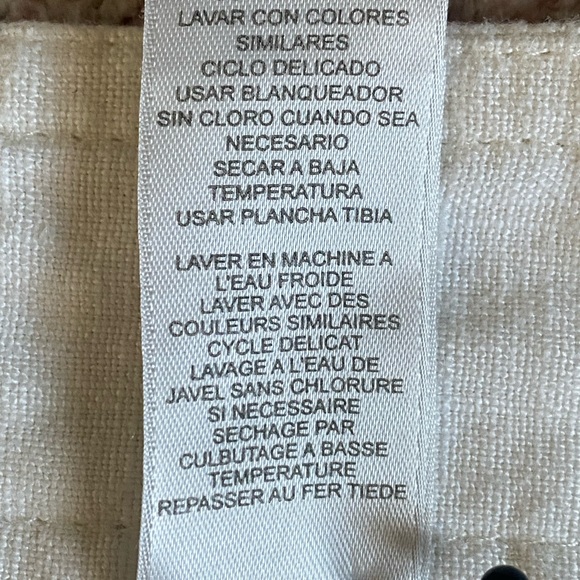 LAVAR CON COLORES
SIMILARES
CICLO DELICADO
USAR BLANQUEADOR
SIN CLORO CUANDO SEA
NECESARIO
SECAR A BAJA
TEMPERATURA
USAR PLANCHA TIBIA
LAVER EN MACHINE A
L'EAU FROIDE
LAVER AVEC DES
COULEURS SIMILAIRES
CYCLE DELICAT
LAVAGE A L'EAU DE
JAVEL SANS CHLORURE
SI NECESSAIRE
SECHAGE PAR
CULBUTAGE A BASSE
TEMPERATURE
REPASSER AU FER TIEDE